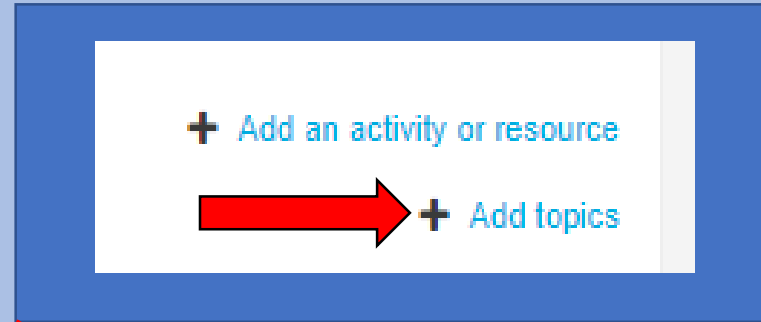 + Add an activity or resource
+ Add topics